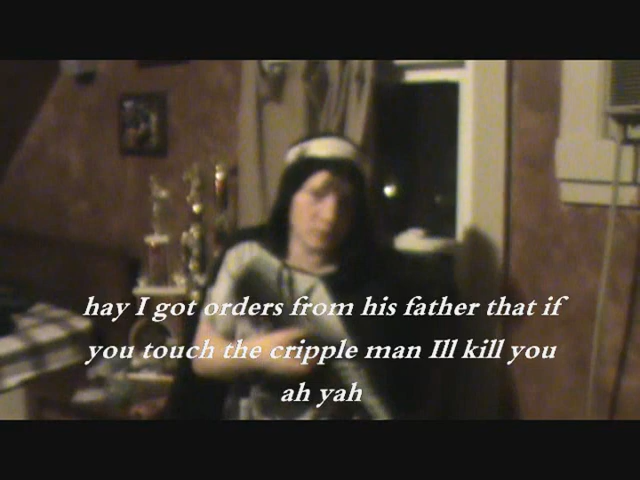 hay I got orders from his father that if
you touch the cripple man Ill kill you
ah yah